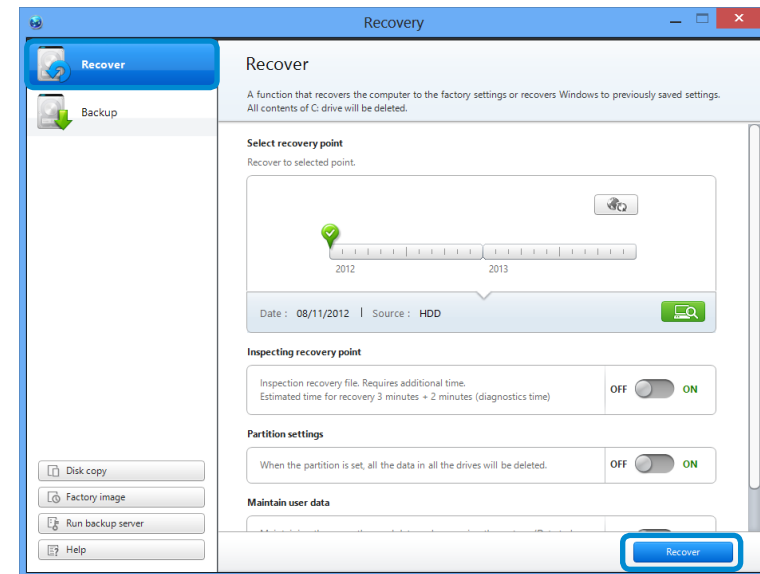 Recovery
Recover
Backup
Disk copy
Factory image
Run backup server
Help
Recover
A function that recovers the computer to the factory settings or recovers Windows to previously saved settings.
All contents of C: drive will be deleted.
Select recovery point
Recover to selected point.
2012 2013
Date : 08/11/2012 | Source : HDD
Inspecting recovery point
Inspection recovery file. Requires additional time.
Estimated time for recovery 3 minutes + 2 minutes (diagnostics time)
OFF ON
Partition settings
When the partition is set, all the data in all the drives will be deleted.
OFF ON
Maintain user data
Recover